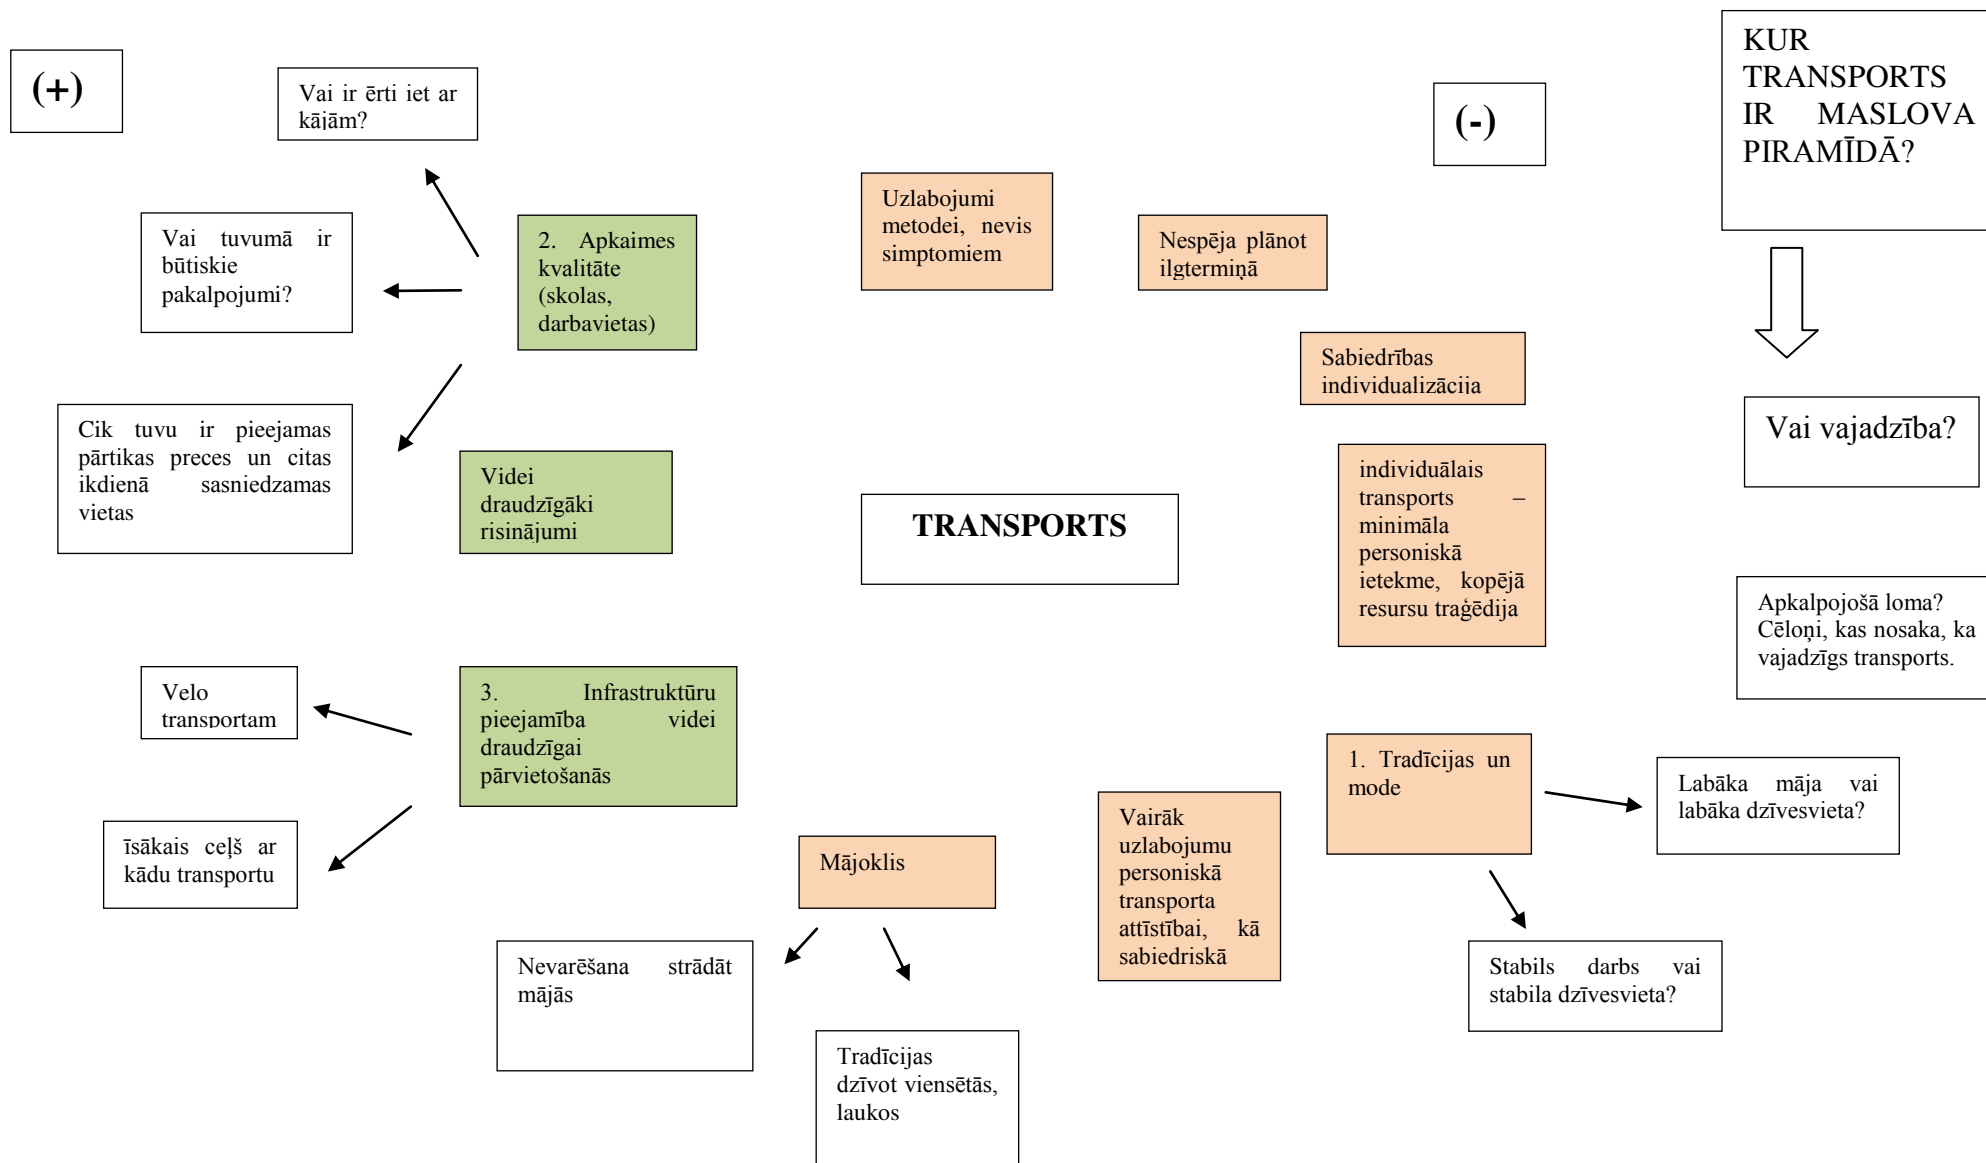 (+)
Vai ir ērti iet ar
kājām?
(-)
KUR
TRANSPORTS
IR MASLOVA
PIRAMĪDĀ?
Vai tuvumā ir
būtiskie
pakalpojumi?
2. Apkaimes
kvalitāte
(skolas,
darbavietas)
Uzlabojumi
metodei, nevis
simptomiem
Nespēja plānot
ilgtermiņā
Sabiedrības
individualizācija
Cik tuvu ir pieejamas
pārtikas preces un citas
ikdienā sasniedzamas
vietas
Videi
draudzīgāki
risinājumi
TRANSPORTS
individuālais
transports –
minimāla
personiskā
ietekme, kopējā
resursu traģēdija
Vai vajadzība?
Apkalpojošā loma?
Cēloņi, kas nosaka, ka
vajadzīgs transports.
Velo
transportam
3. Infrastruktūru
pieejamība videi
draudzīgai
pārvietošanās
īsākais ceļš ar
kādu transportu
Mājoklis
Vairāk
uzlabojumu
personiskā
transporta
attīstībai, kā
sabiedriskā
1. Tradīcijas un
mode
Labāka māja vai
labāka dzīvesvieta?
Nevarēšana strādāt
mājās
Tradīcijas
dzīvot viensētās,
laukos
Stabils darbs vai
stabila dzīvesvieta?